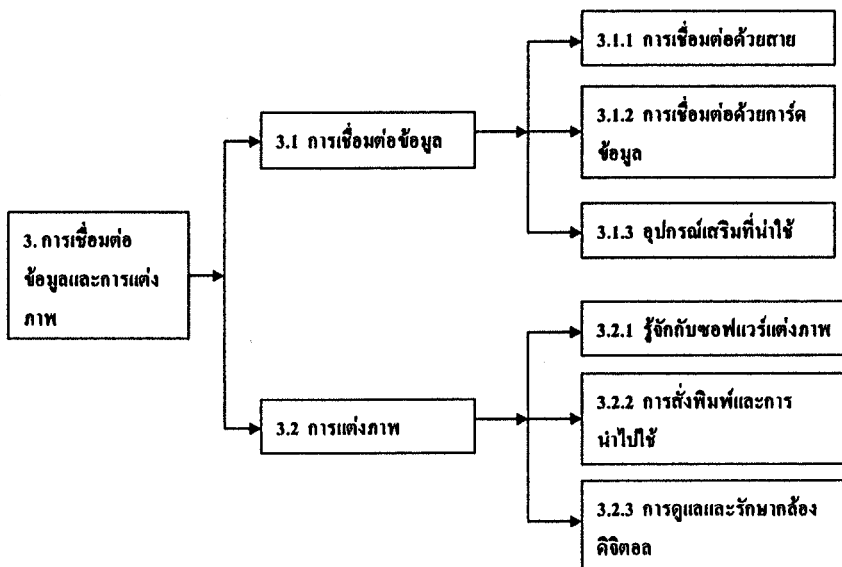 3.1.1 การเชื่อมต่อด้วยสาย
3.1.2 การเชื่อมต่อด้วยการ์ด
ข้อมูล
3.1 การเชื่อมต่อข้อมูล
3.1.3 อุปกรณ์เสริมที่น่าใช้
3. การเชื่อมต่อ
ข้อมูลและการแต่ง
ภาพ
3.2.1 รู้จักกับซอฟแวร์แต่งภาพ
3.2.2 การสั่งพิมพ์และการ
นำไปใช้
3.2 การแต่งภาพ
3.2.3 การดูแลและรักษากล้อง
ดิจิตอล